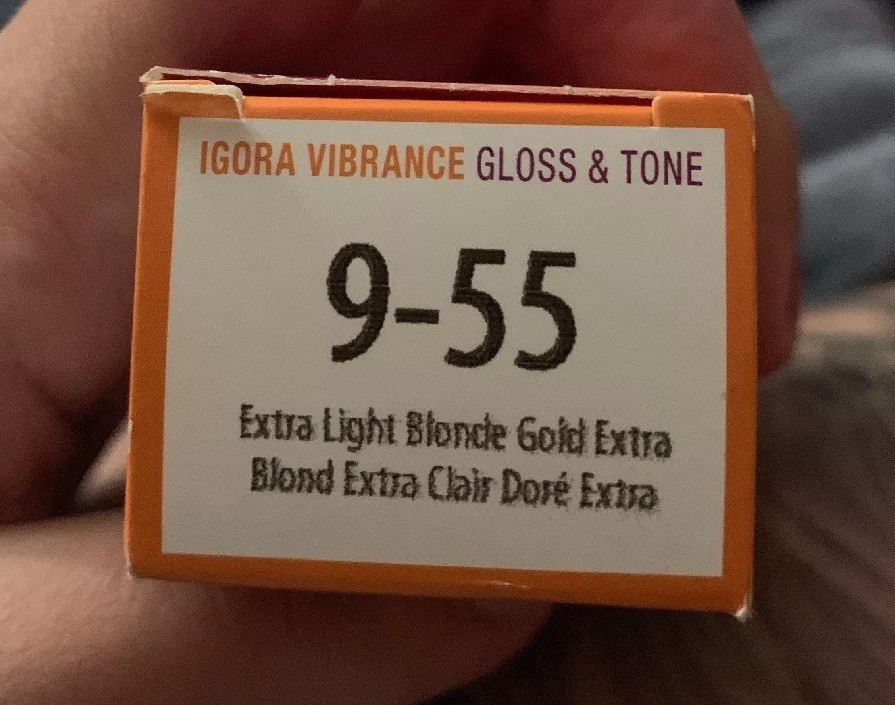 IGORA VIBRANCE GLOSS & TONE
9-55
Extra Light Blonde Gold Extra
Blond Extra Clair Doré Extra